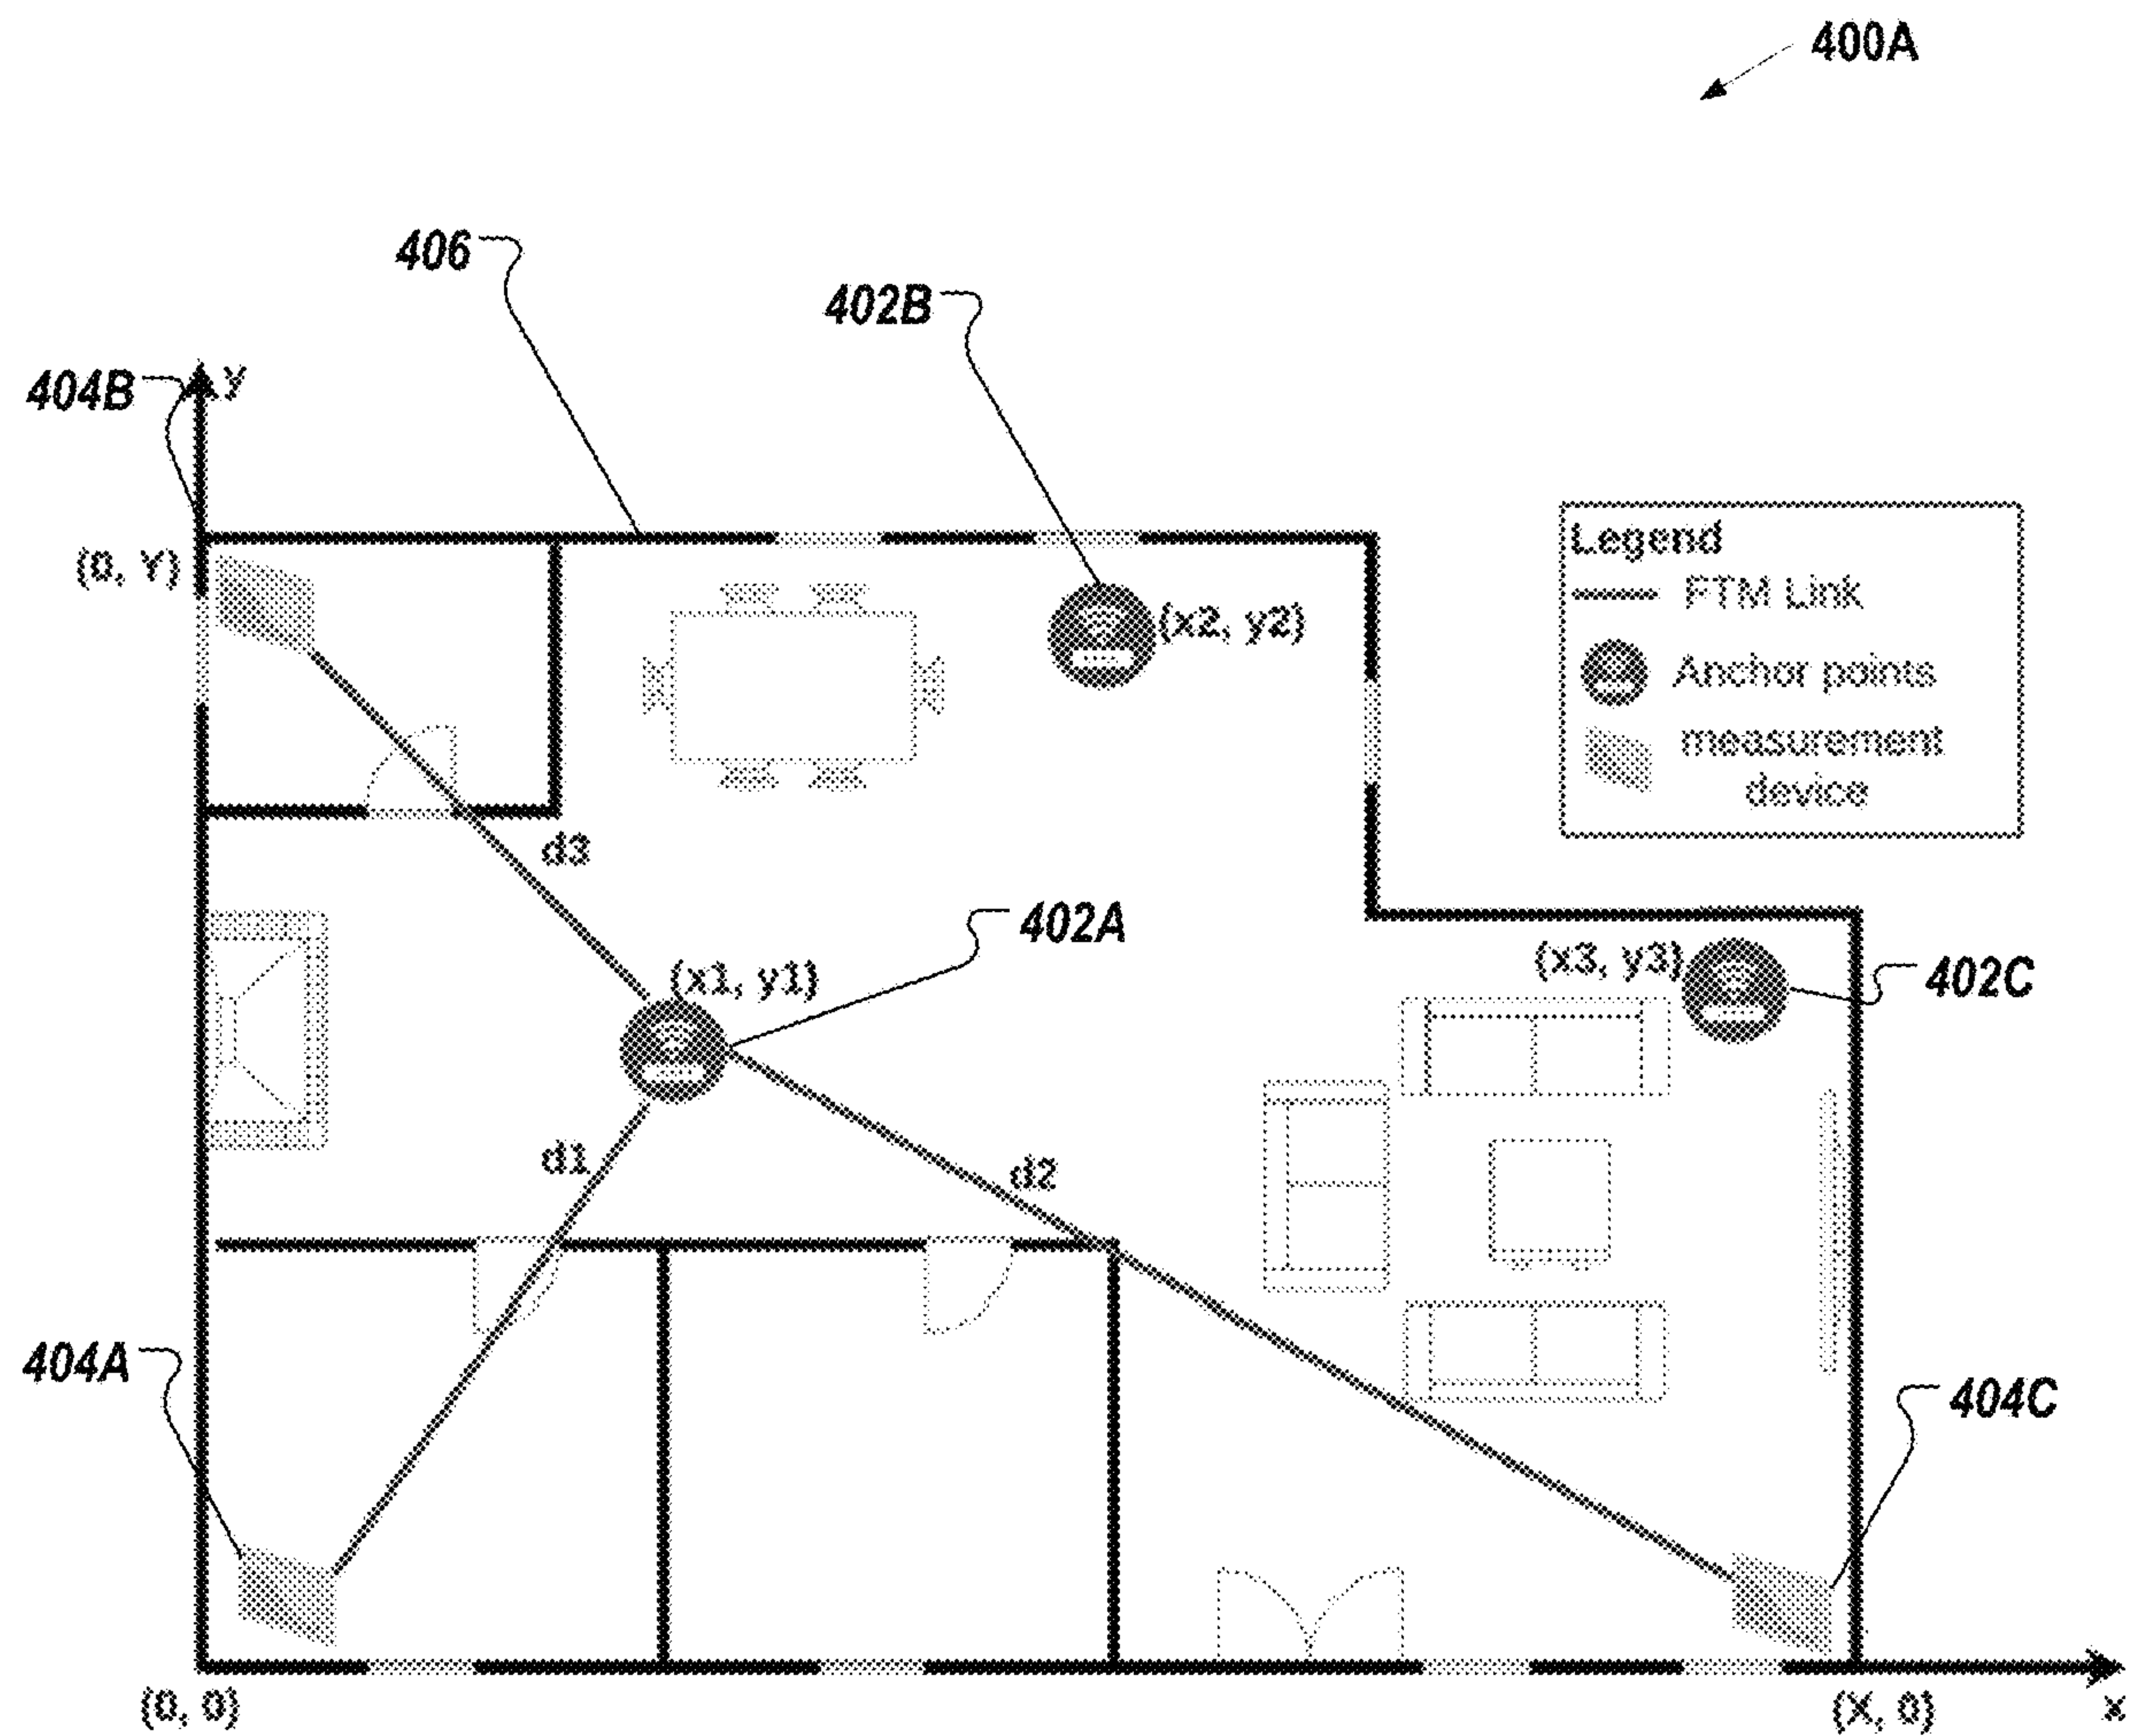 400A
406
402B
404B
y
(0, Y)
(x2, y2)
Legend
FTM Link
Anchor points
measurement
device
d3
402A
(x1, y1)
(x3, y3)
402C
d1
d2
404A
404C
(0, 0)
(X, 0)
x